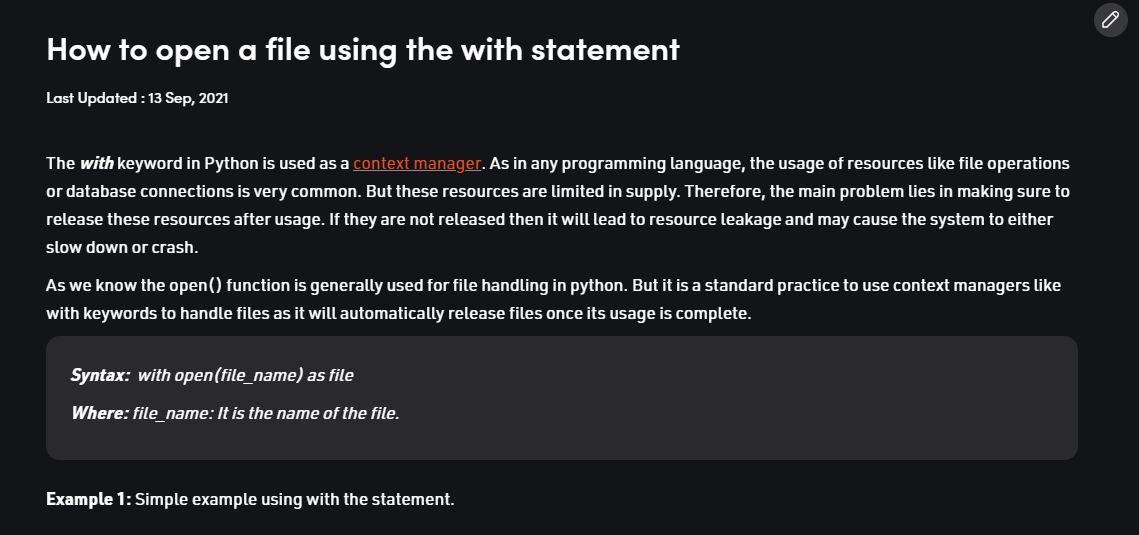 How to open a file using the with statement
Last Updated : 13 Sep, 2021
The with keyword in Python is used as a context manager. As in any programming language, the usage of resources like file operations
or database connections is very common. But these resources are limited in supply. Therefore, the main problem lies in making sure to
release these resources after usage. If they are not released then it will lead to resource leakage and may cause the system to either
slow down or crash.
As we know the open() function is generally used for file handling in python. But it is a standard practice to use context managers like
with keywords to handle files as it will automatically release files once its usage is complete.
Syntax: with open(file_name) as file
Where: file_name: It is the name of the file.
Example 1: Simple example using with the statement.